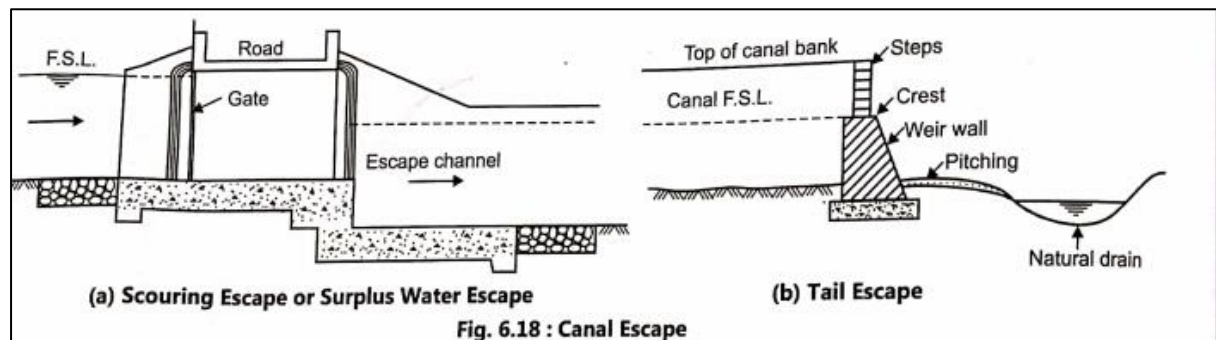 F.S.L.
Road
Gate
Escape channel
(a) Scouring Escape or Surplus Water Escape
Top of canal bank
Steps
Canal F.S.L.
Crest
Weir wall
Pitching
Natural drain
(b) Tail Escape
Fig. 6.18 : Canal Escape